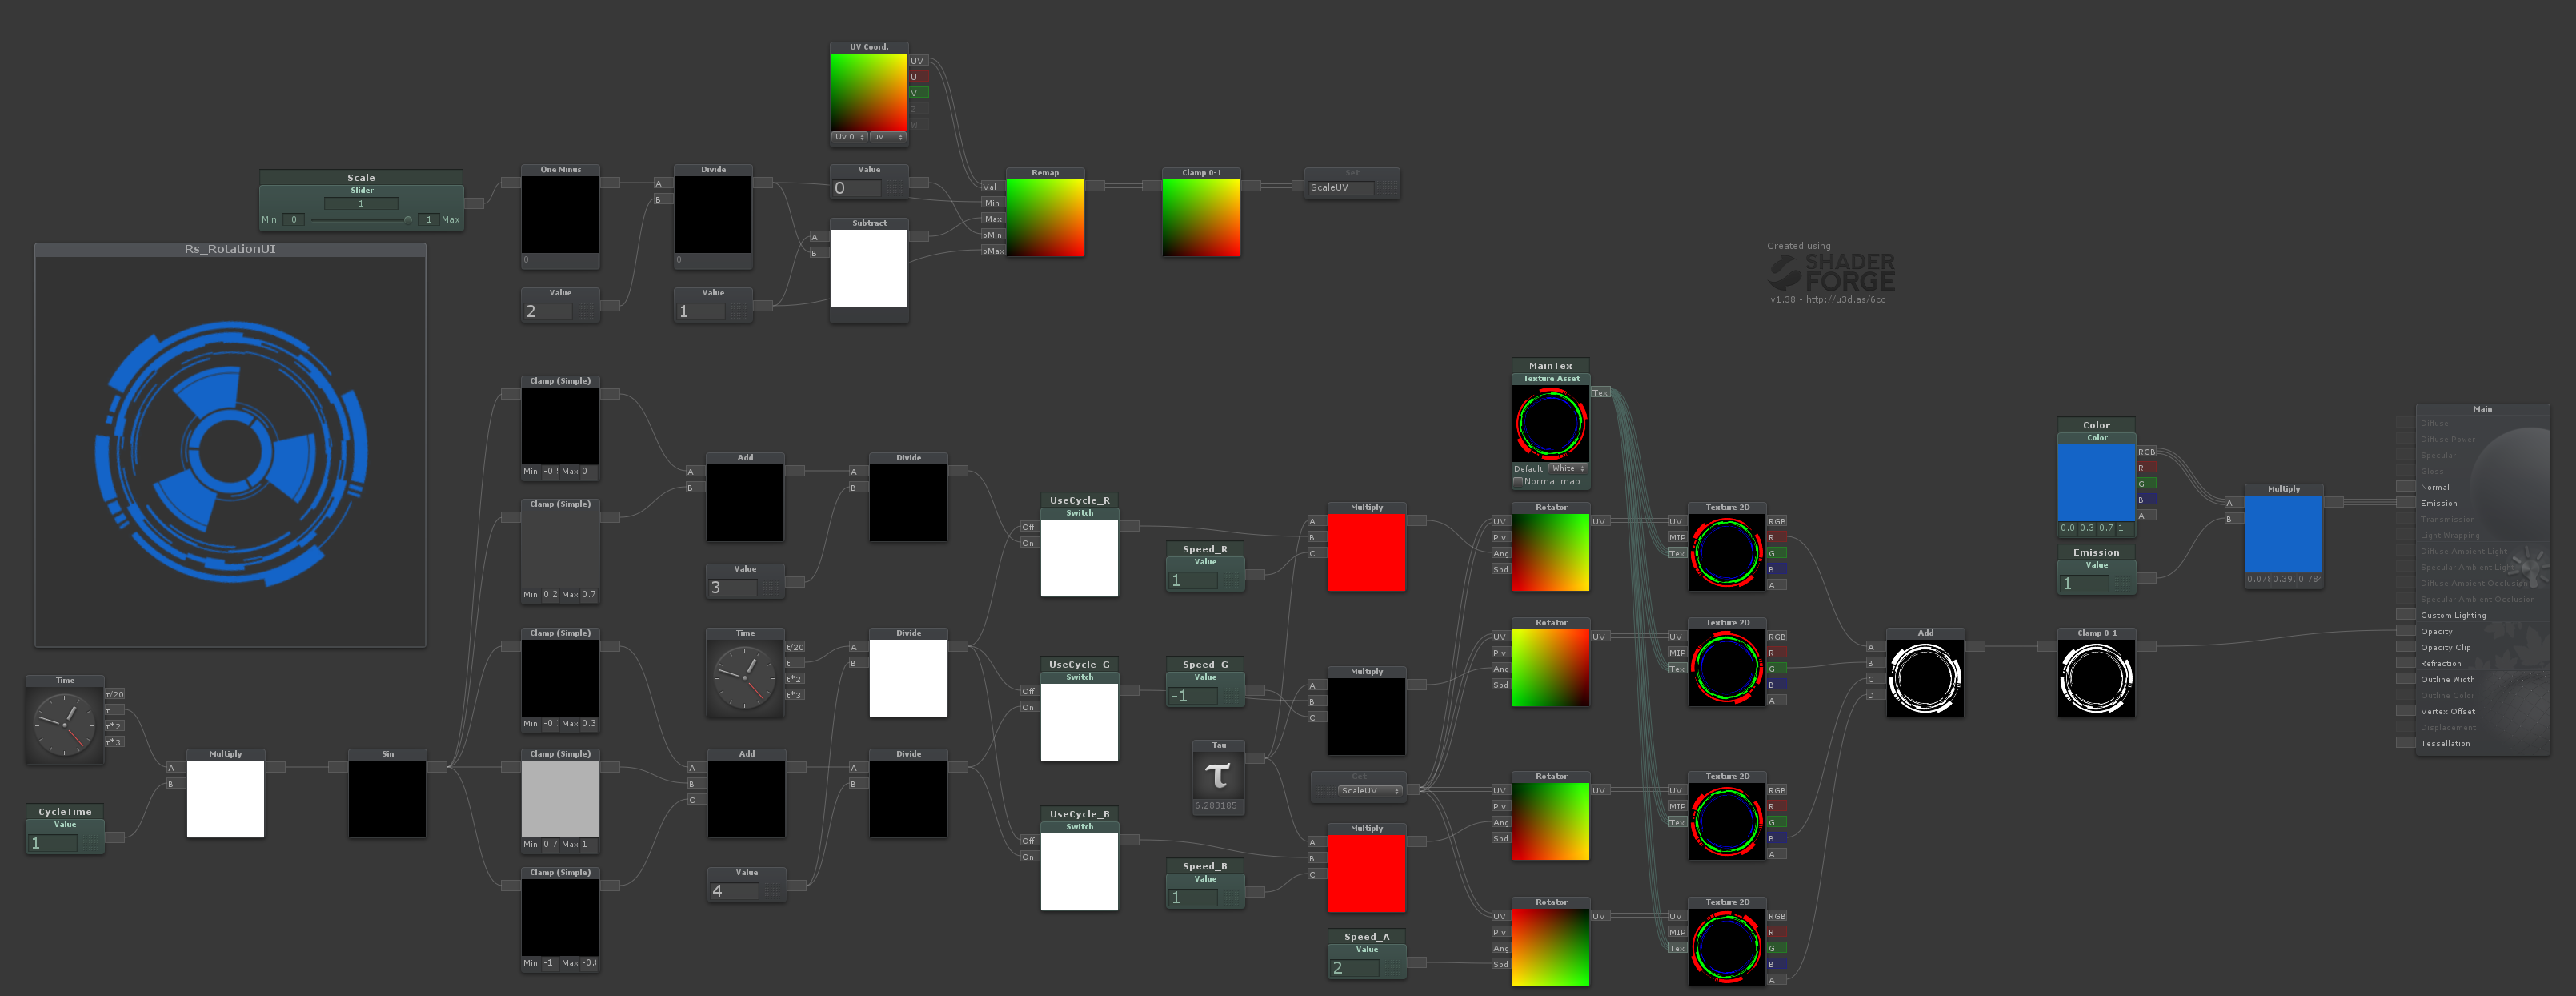 UV Coord.
UV
U
V
Z
W
Uv 0
uv
Scale
Slider
1
Min 0 1 Max
One Minus
0
Value
2
Divide
A
B
0
Value
1
Value
0
Subtract
A
B
Remap
Val
iMin
iMax
oMin
oMax
Clamp 0-1
Set
ScaleUV
Rs_RotationUI
Created using
SHADER
FORGE
v1.38 - http://u3d.as/6cc
Time
t/20
t
t*2
t*3
CycleTime
Value
1
Multiply
A
B
Sin
Clamp (Simple)
Min Max 0
Clamp (Simple)
Min 0.2 Max 0.7
Clamp (Simple)
Min Max 0.3
Clamp (Simple)
Min 0.7 Max 1
Clamp (Simple)
Min -1 Max
Add
A
B
Value
3
Time
t/20
t
t*2
t*3
Add
A
B
C
Value
4
Divide
A
B
Divide
A
B
Divide
A
B
UseCycle_R
Switch
Off
On
UseCycle_G
Switch
Off
On
UseCycle_B
Switch
Off
On
Speed_R
Value
1
Speed_G
Value
-1
Tau
τ
6.283185
Speed_B
Value
1
Multiply
A
B
C
Multiply
A
B
C
Get
ScaleUV
Multiply
A
B
C
Speed_A
Value
2
MainTex
Texture Asset
Tex
Default White
Normal map
Rotator
UV UV
Piv
Ang
Spd
Rotator
UV UV
Piv
Ang
Spd
Rotator
UV UV
Piv
Ang
Spd
Rotator
UV UV
Piv
Ang
Spd
Texture 2D
UV RGB
MIP R
Tex G
B
A
Texture 2D
UV RGB
MIP R
Tex G
B
A
Texture 2D
UV RGB
MIP R
Tex G
B
A
Texture 2D
UV RGB
MIP R
Tex G
B
A
Add
A
B
C
D
Clamp 0-1
Color
Color
RGB
R
G
B
A
0.0 0.3 0.7 1
Emission
Value
1
Multiply
A
B
Main
Diffuse
Diffuse Power
Specular
Gloss
Normal
Emission
Transmission
Light Wrapping
Diffuse Ambient Light
Specular Ambient Light
Diffuse Ambient Occlusion
Specular Ambient Occlusion
Custom Lighting
Opacity
Opacity Clip
Refraction
Outline Width
Outline Color
Vertex Offset
Displacement
Tessellation